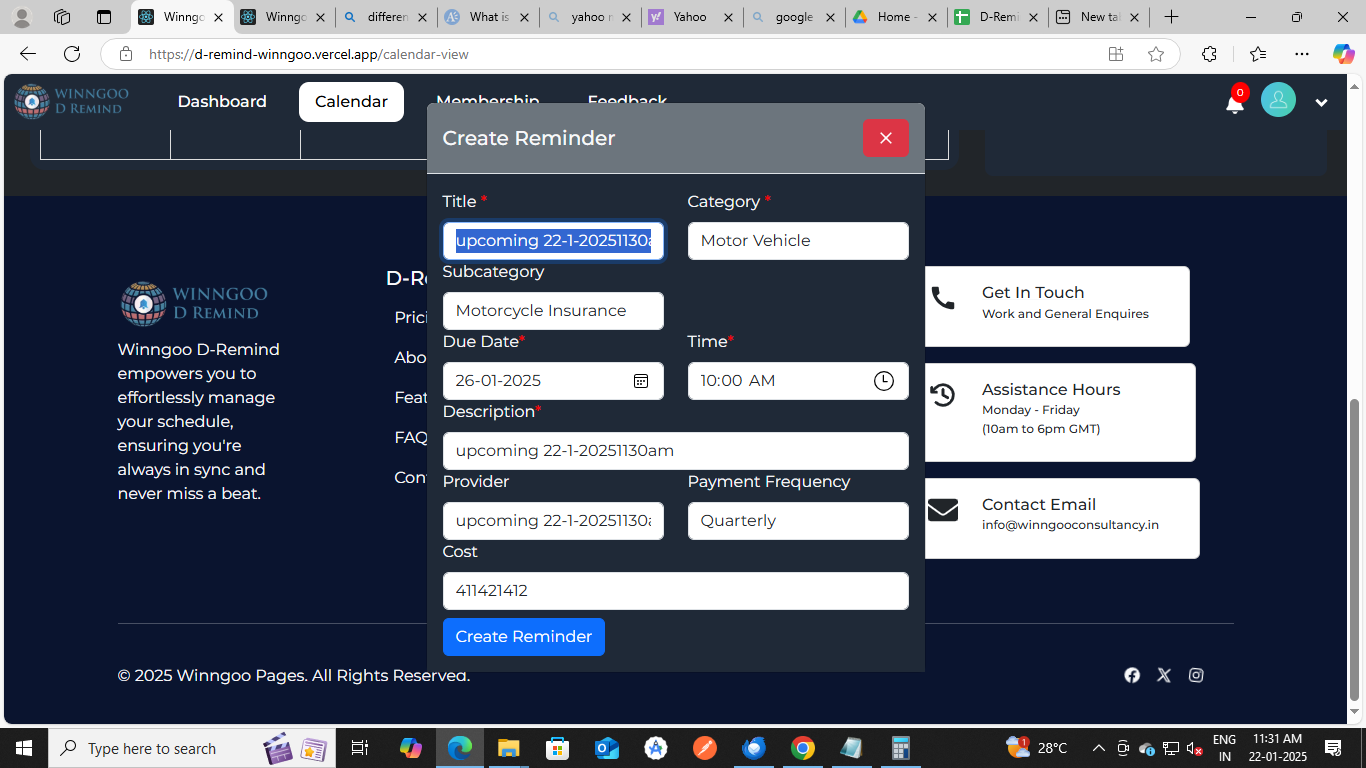 Winngo
Winngo
differen
What is
yahoo r
Yahoo
google
Home -
D-Remi
New tal
https://d-remind-winngoo.vercel.app/calendar-view
WINNGOO
D REMIND
Dashboard
Calendar
Membership
Feedback
0
Create Reminder
Title *
Category *
upcoming 22-1-20251130a
Motor Vehicle
Subcategory
Motorcycle Insurance
Due Date*
Time*
26-01-2025
10:00 AM
Description*
upcoming 22-1-20251130am
Provider
Payment Frequency
upcoming 22-1-20251130a
Quarterly
Cost
411421412
Create Reminder
WINNGOO
D REMIND
Winngoo D-Remind
empowers you to
effortlessly manage
your schedule,
ensuring you're
always in sync and
never miss a beat.
D-Re
Prici
Abo
Feat
FAQ
Con
Get In Touch
Work and General Enquires
Assistance Hours
Monday - Friday
(10am to 6pm GMT)
Contact Email
info@winngooconsultancy.in
© 2025 Winngoo Pages. All Rights Reserved.
Type here to search
1
28°C
ENG
IN
11:31 AM
22-01-2025